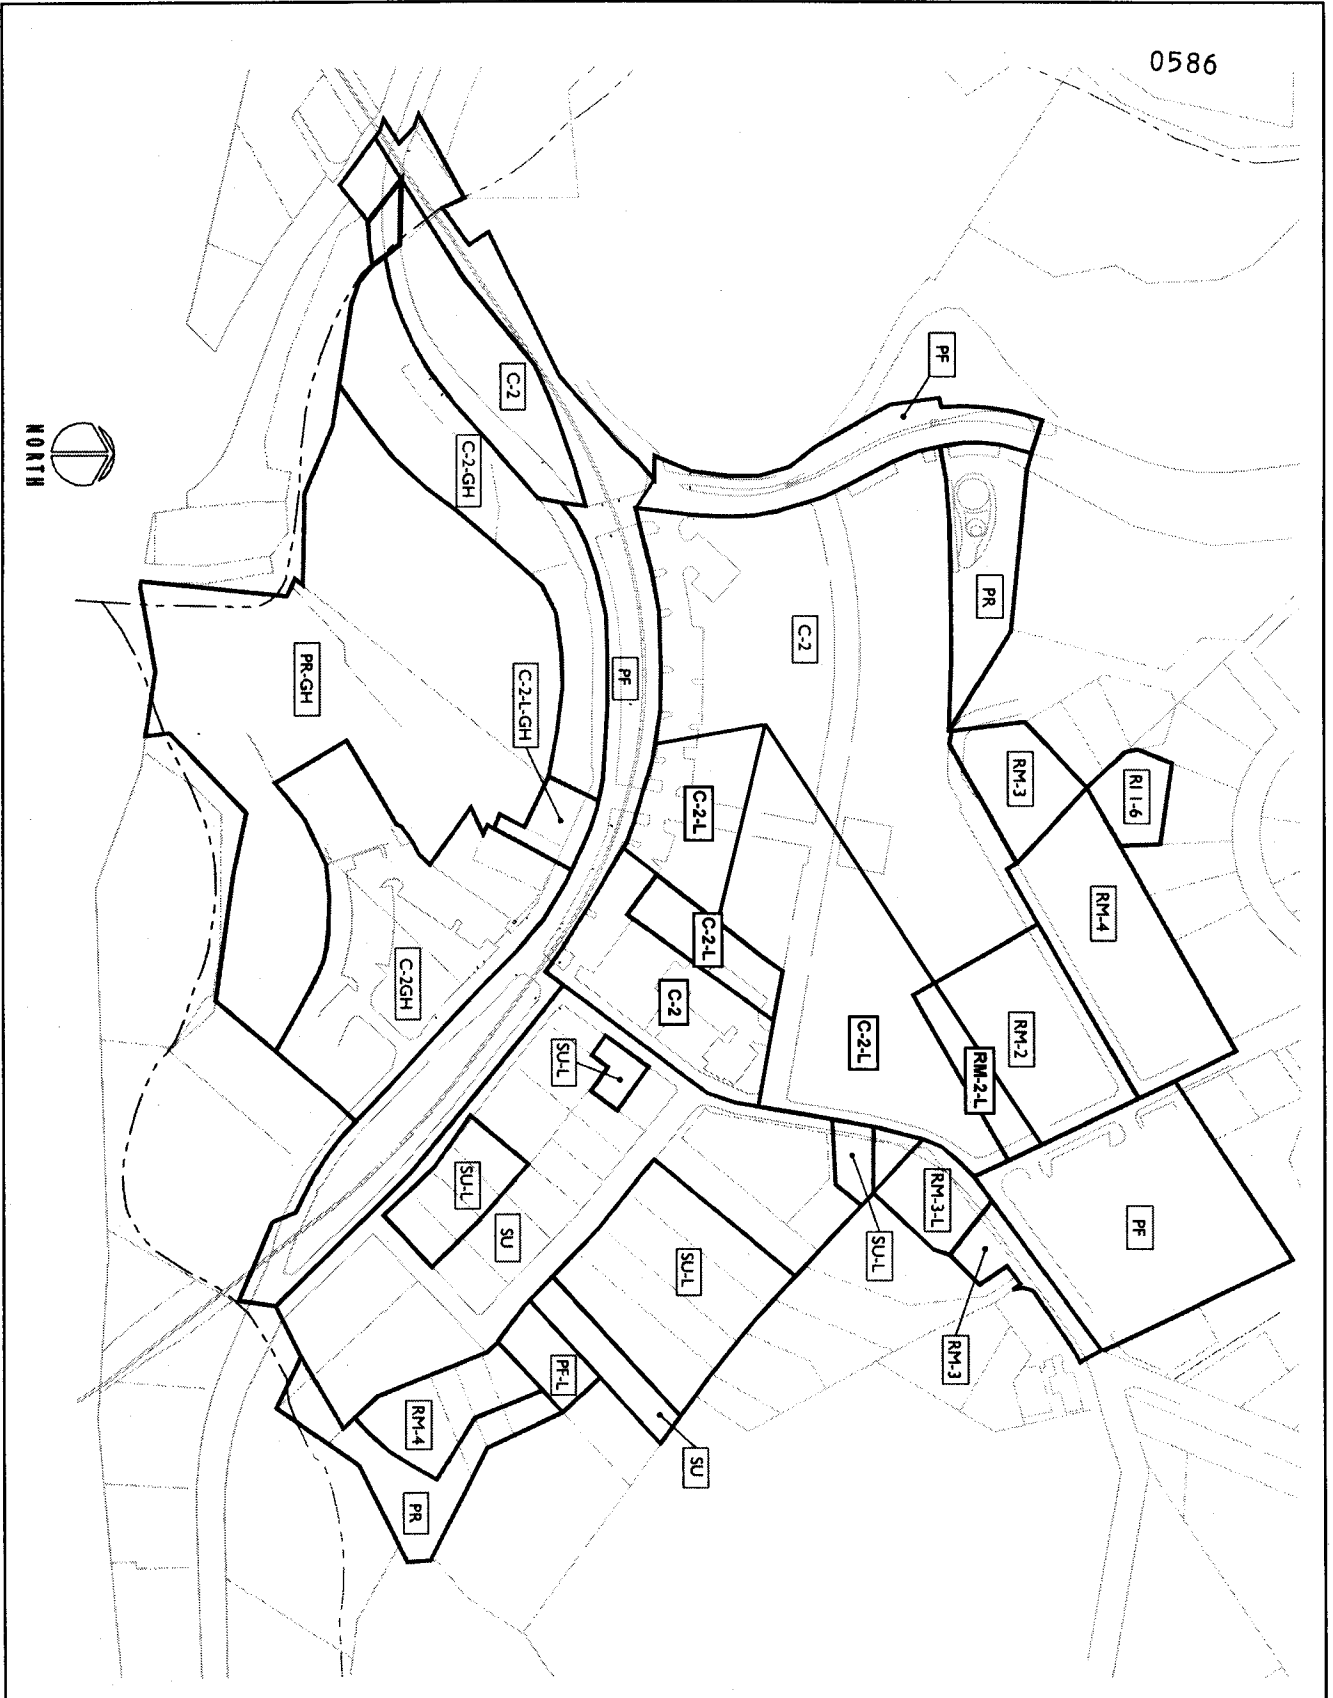 0586
PF
C-2
C-2-GH
PR
C-2
PF
PR-GH
C-2-L-GH
RM-3
R1 1-6
C-2-L
RM-4
C-2-L
C-2
C-2GH
C-2-L
RM-2
RM-2-L
SU-L
SU-L
SU
SU-L
SU-L
RM-3-L
PF
RM-3
PF-L
SU
RM-4
PR
NORTH